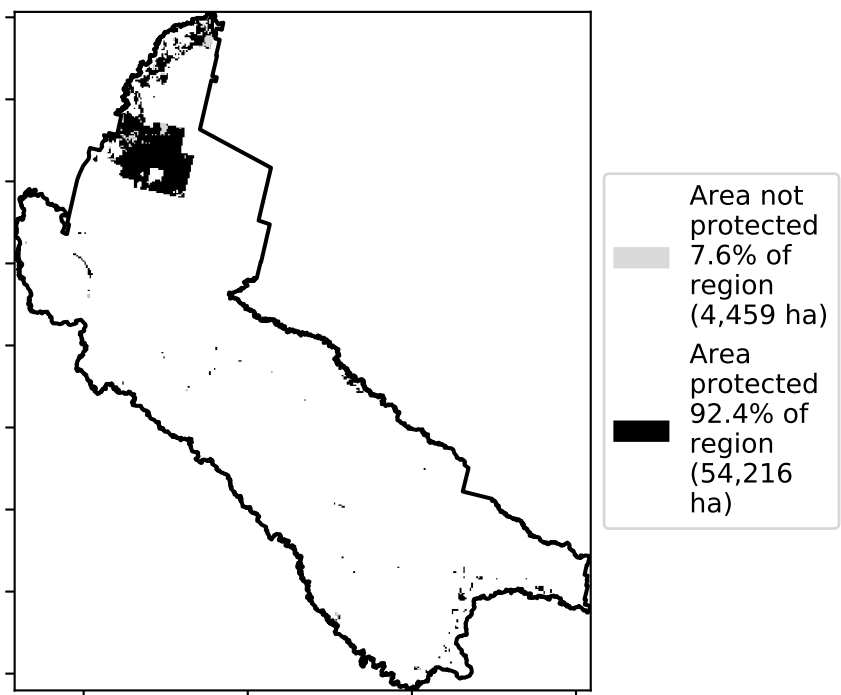 Area not
protected
7.6% of
region
(4,459 ha)
Area
protected
92.4% of
region
(54,216
ha)